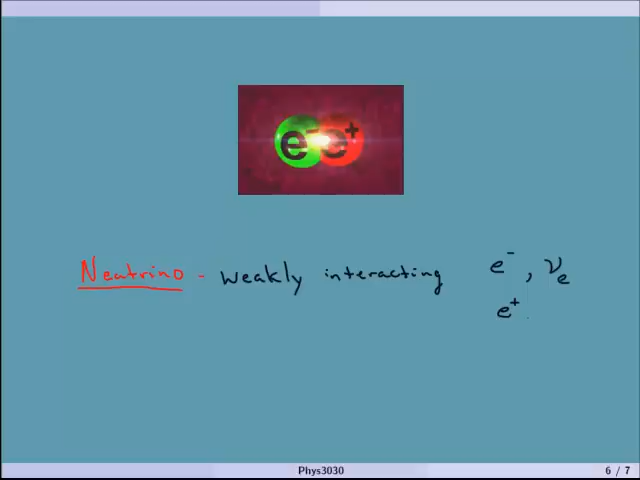 e⁻ e⁺
Neutrino - weakly interacting e⁻, νe
e⁺
Phys3030 6 / 7